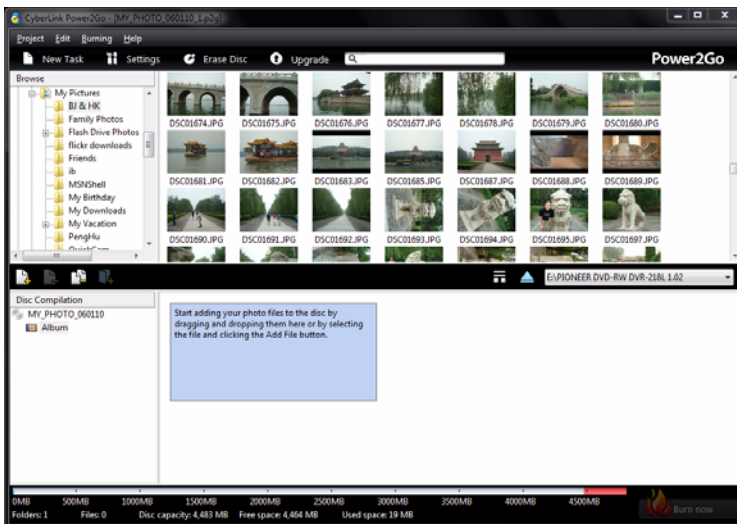 CyberLink Power2Go - [MY_PHOTO_060110_1.p2g]
Project Edit Burning Help
New Task Settings Erase Disc Upgrade Power2Go
Browse
My Pictures
BJ & HK
Family Photos
Flash Drive Photos
flickr downloads
Friends
ib
MSNShell
My Birthday
My Downloads
My Vacation
PengHu
QuickCam
DSC01674.JPG DSC01675.JPG DSC01676.JPG DSC01677.JPG DSC01678.JPG DSC01679.JPG DSC01680.JPG
DSC01681.JPG DSC01682.JPG DSC01683.JPG DSC01685.JPG DSC01687.JPG DSC01688.JPG DSC01689.JPG
DSC01690.JPG DSC01691.JPG DSC01692.JPG DSC01693.JPG DSC01694.JPG DSC01695.JPG DSC01697.JPG
E:\PIONEER DVD-RW DVR-218L 1.02
Disc Compilation
MY_PHOTO_060110
Album
Start adding your photo files to the disc by
dragging and dropping them here or by selecting
the file and clicking the Add File button.
0MB 500MB 1000MB 1500MB 2000MB 2500MB 3000MB 3500MB 4000MB 4500MB
Folders: 1 Files: 0 Disc capacity: 4,483 MB Free space: 4,464 MB Used space: 19 MB
Burn now